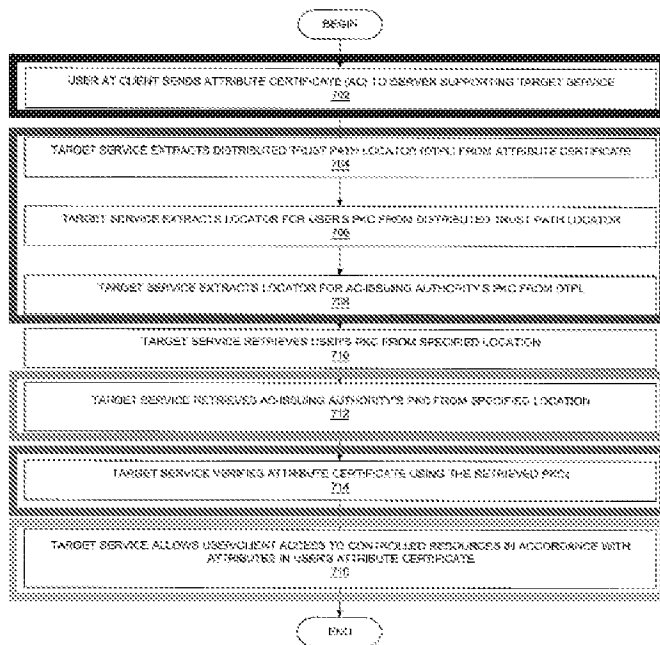 BEGIN
USER AT CLIENT SENDS ATTRIBUTE CERTIFICATE (AC) TO SERVER SUPPORTING TARGET SERVICE
702
TARGET SERVICE EXTRACTS DISTRIBUTED TRUST PATH LOCATOR (DTPL) FROM ATTRIBUTE CERTIFICATE
704
TARGET SERVICE EXTRACTS LOCATOR FOR USER'S PKC FROM DISTRIBUTED TRUST PATH LOCATOR
706
TARGET SERVICE EXTRACTS LOCATOR FOR AC-ISSUING AUTHORITY'S PKC FROM DTPL
708
TARGET SERVICE RETRIEVES USER'S PKC FROM SPECIFIED LOCATION
710
TARGET SERVICE RETRIEVED AC-ISSUING AUTHORITY'S PKC FROM SPECIFIED LOCATION
712
TARGET SERVICE VERIFIES ATTRIBUTE CERTIFICATE USING THE RETRIEVED PKCs
714
TARGET SERVICE ALLOWS USER/CLIENT ACCESS TO CONTROLLED RESOURCES IN ACCORDANCE WITH
ATTRIBUTES IN USER'S ATTRIBUTE CERTIFICATE
716
END